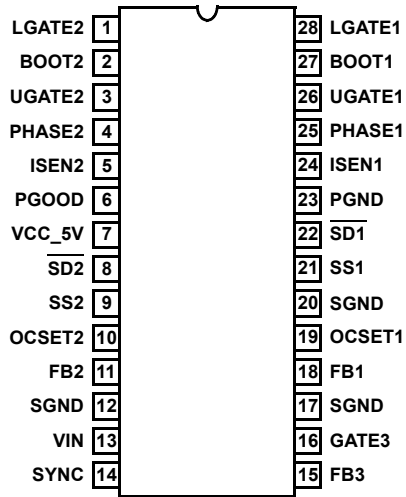 LGATE2 1 28 LGATE1
BOOT2 2 27 BOOT1
UGATE2 3 26 UGATE1
PHASE2 4 25 PHASE1
ISEN2 5 24 ISEN1
PGOOD 6 23 PGND
VCC_5V 7 22 SD1
SD2 8 21 SS1
SS2 9 20 SGND
OCSET2 10 19 OCSET1
FB2 11 18 FB1
SGND 12 17 SGND
VIN 13 16 GATE3
SYNC 14 15 FB3